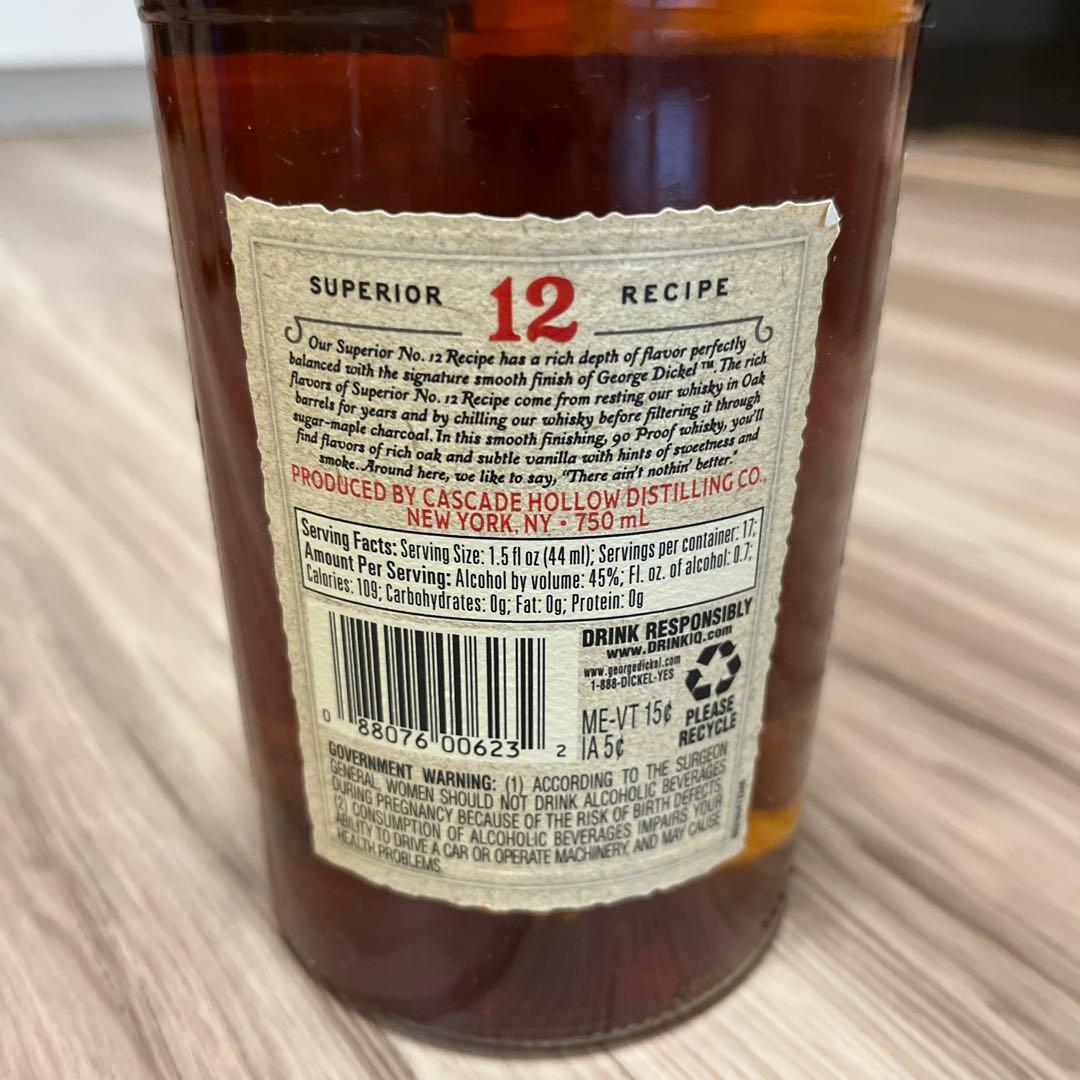 SUPERIOR 12 RECIPE
Our Superior No. 12 Recipe has a rich depth of flavor perfectly
balanced with the signature smooth finish of George Dickel™. The rich
flavors of Superior No. 12 Recipe come from resting our whisky in Oak
barrels for years and by chilling our whisky before filtering it through
sugar-maple charcoal. In this smooth finishing, 90 Proof whisky, you'll
find flavors of rich oak and subtle vanilla with hints of sweetness and
smoke. Around here, we like to say, "There ain't nothin' better."
PRODUCED BY CASCADE HOLLOW DISTILLING CO.,
NEW YORK, NY • 750 mL
Serving Facts: Serving Size: 1.5 fl oz (44 ml); Servings per container: 17;
Amount Per Serving: Alcohol by volume: 45%; Fl. oz. of alcohol: 0.7;
Calories: 109; Carbohydrates: 0g; Fat: 0g; Protein: 0g
DRINK RESPONSIBLY
www.DRINKiQ.com
www.georgedickel.com
1-888-DICKEL-YES
ME-VT 15¢
IA 5¢
PLEASE
RECYCLE
0 88076 00623 2
GOVERNMENT WARNING: (1) ACCORDING TO THE SURGEON
GENERAL, WOMEN SHOULD NOT DRINK ALCOHOLIC BEVERAGES
DURING PREGNANCY BECAUSE OF THE RISK OF BIRTH DEFECTS.
(2) CONSUMPTION OF ALCOHOLIC BEVERAGES IMPAIRS YOUR
ABILITY TO DRIVE A CAR OR OPERATE MACHINERY, AND MAY CAUSE
HEALTH PROBLEMS.